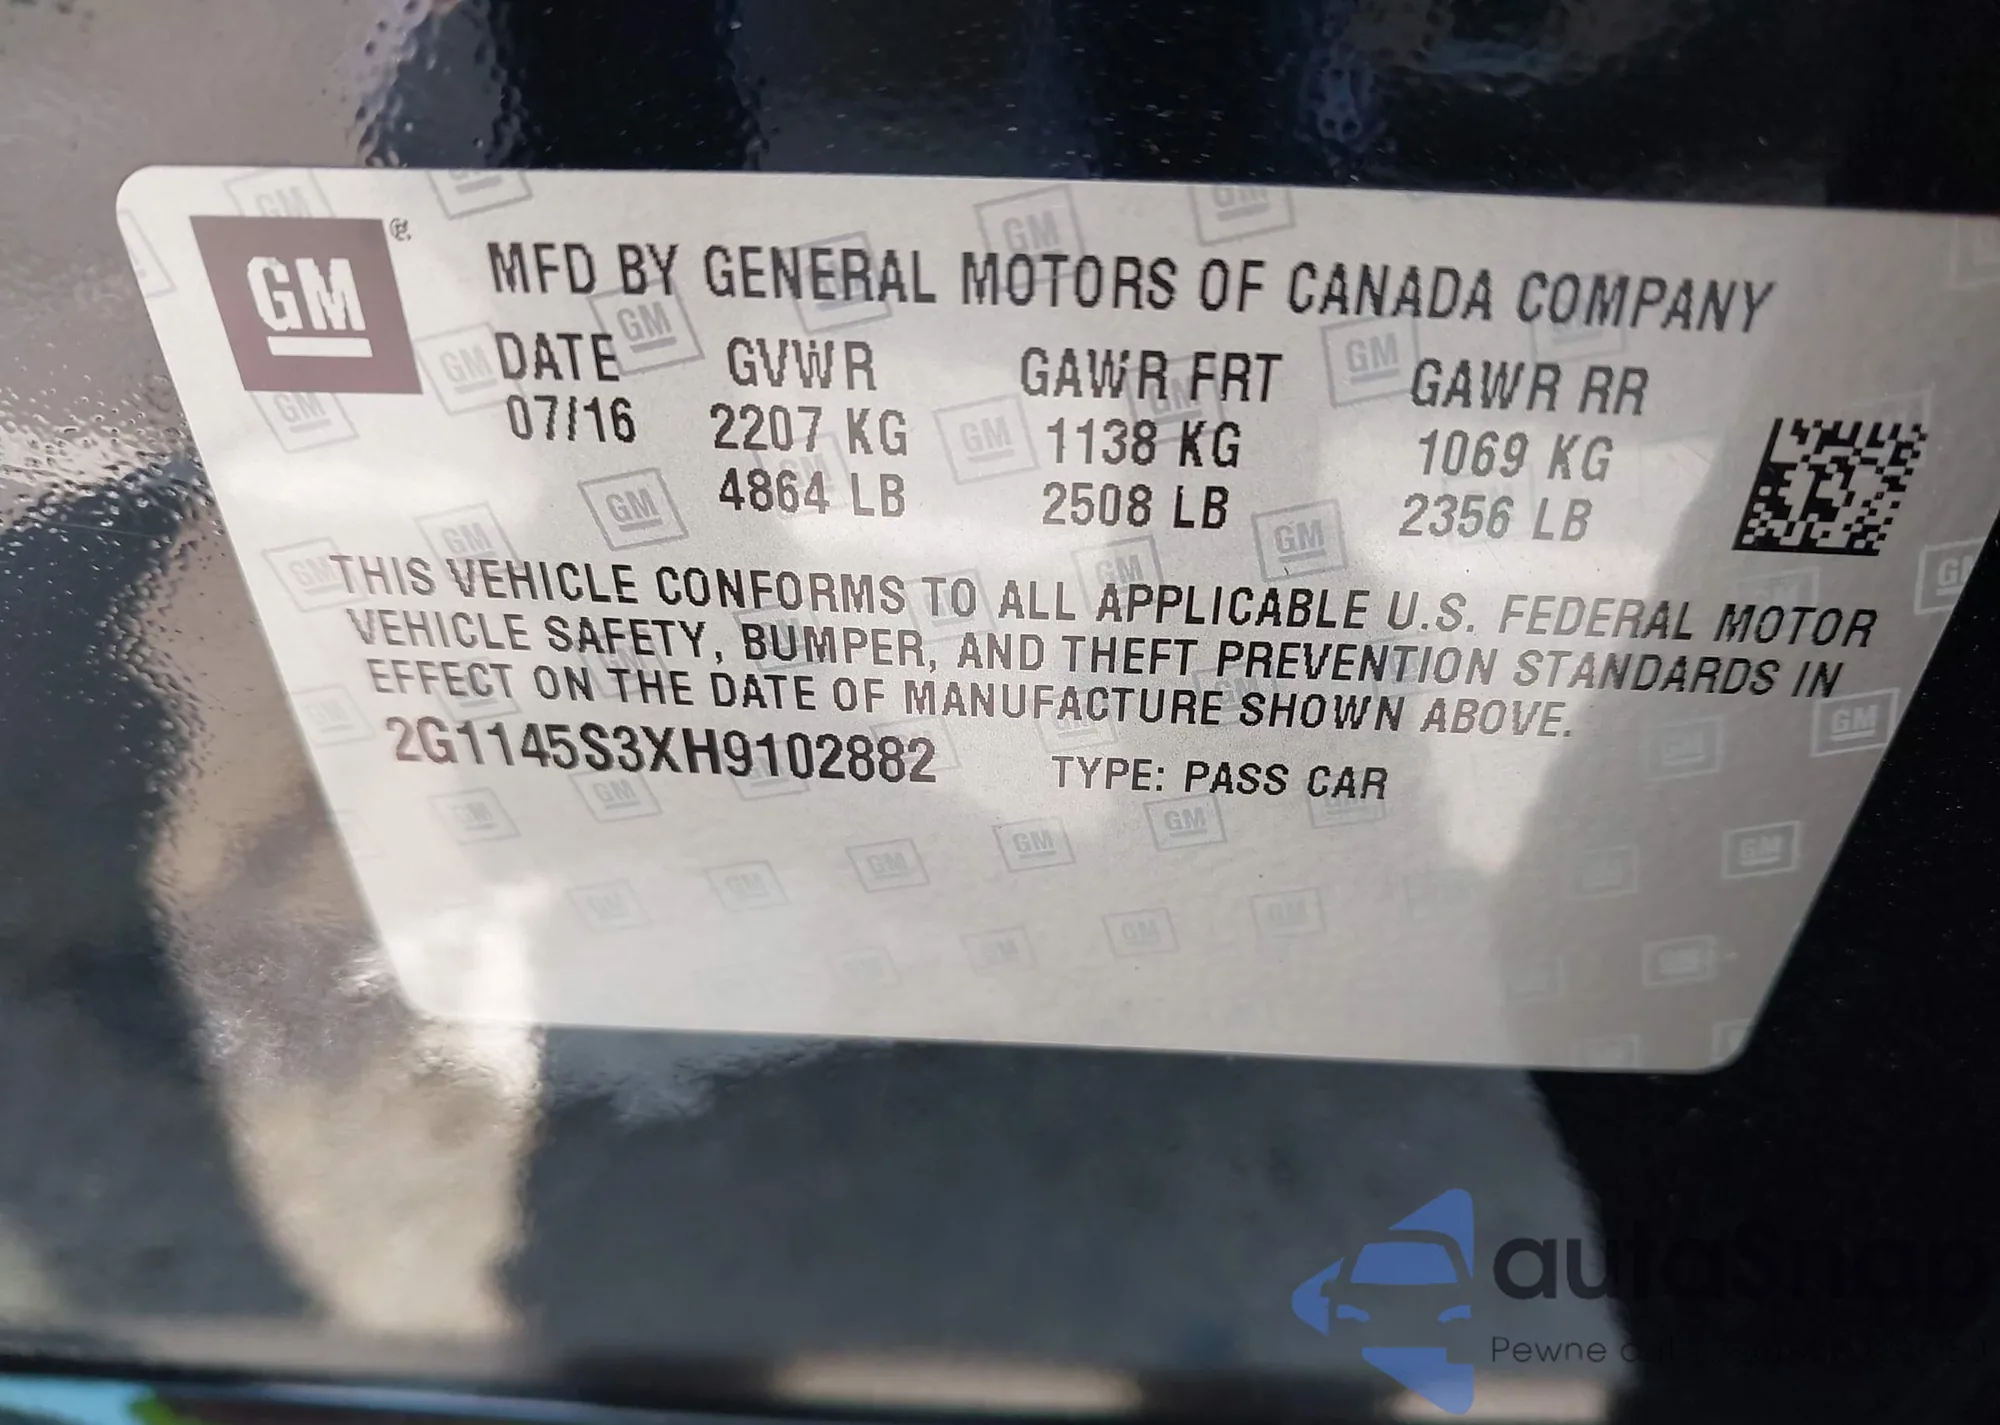 GM
MFD BY GENERAL MOTORS OF CANADA COMPANY
DATE GVWR GAWR FRT GAWR RR
07/16 2207 KG 1138 KG 1069 KG
4864 LB 2508 LB 2356 LB
THIS VEHICLE CONFORMS TO ALL APPLICABLE U.S. FEDERAL MOTOR
VEHICLE SAFETY, BUMPER, AND THEFT PREVENTION STANDARDS IN
EFFECT ON THE DATE OF MANUFACTURE SHOWN ABOVE.
2G1145S3XH9102882 TYPE: PASS CAR
autoSnap
Pewne